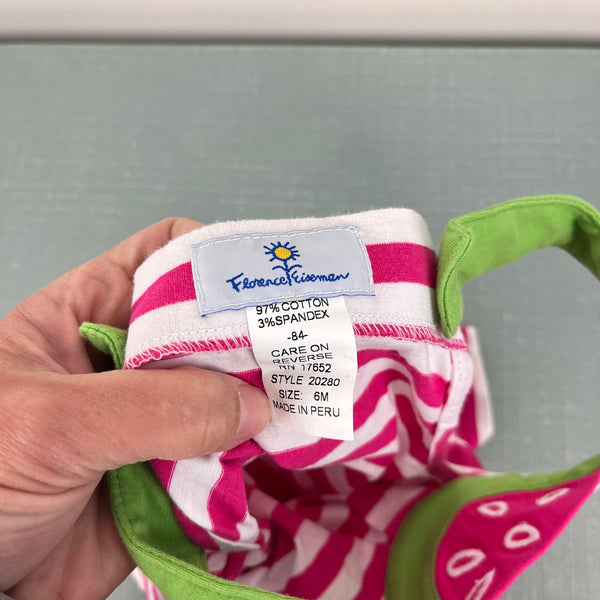 Florence Eiseman
97% COTTON
3% SPANDEX
-84-
CARE ON
REVERSE
RN 17652
STYLE 20280
SIZE: 6M
MADE IN PERU